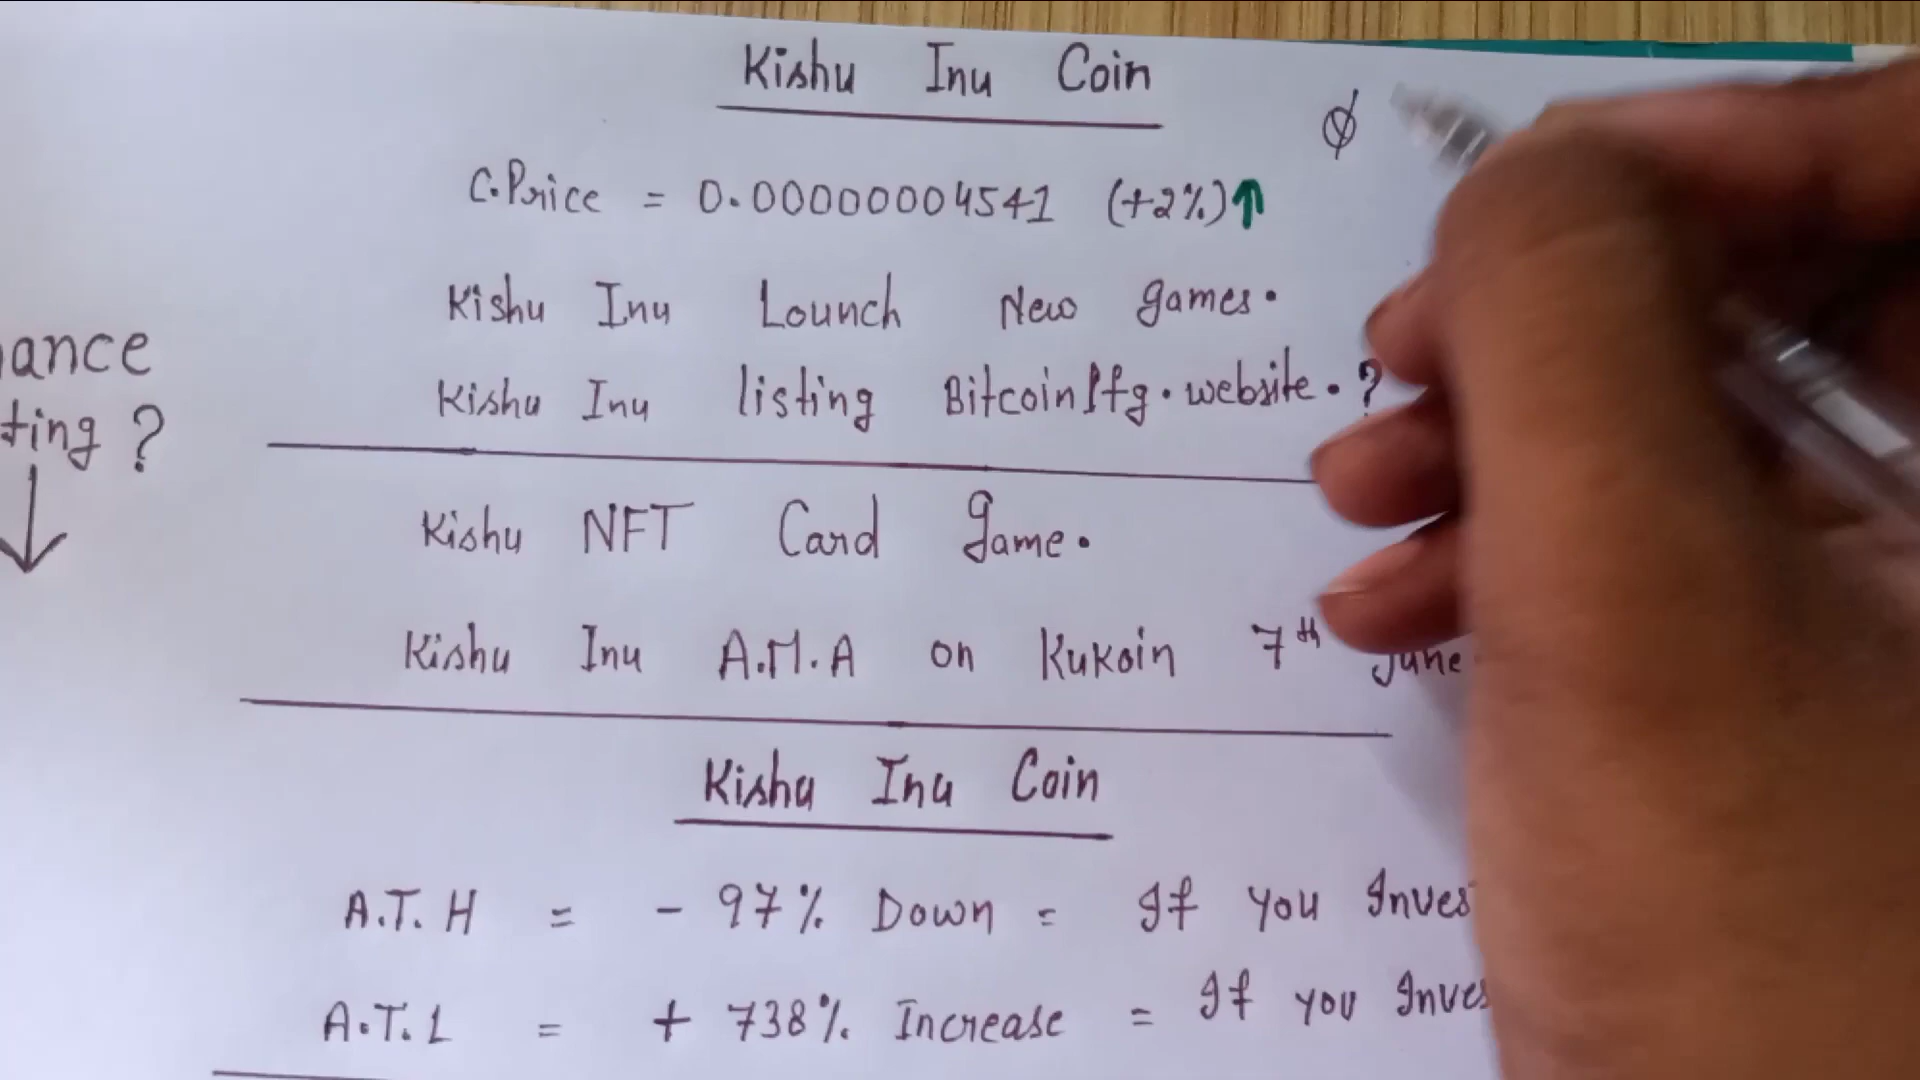 Kishu Inu Coin
C.Price = 0.00000004541 (+2%)↑
Kishu Inu Lounch New games.
Kishu Inu listing Bitcoin1fg.website.?
ance
ting ?
Kishu NFT Card game.
Kishu Inu A.M.A on Kukoin 7th June
Kishu Inu Coin
A.T.H = - 97% Down = If you Inves
A.T.L = + 738% Increase = If you Inves